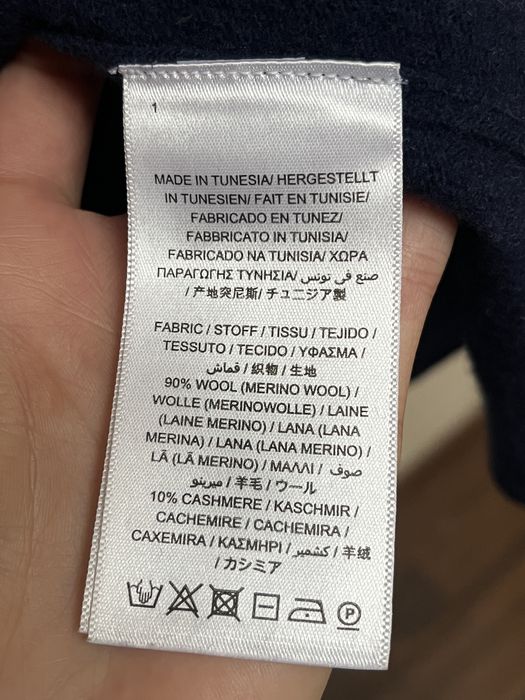 1
MADE IN TUNESIA/ HERGESTELLT
IN TUNESIEN/ FAIT EN TUNISIE/
FABRICADO EN TUNEZ/
FABBRICATO IN TUNISIA/
FABRICADO NA TUNISIA/ ΧΩΡΑ
ΠΑΡΑΓΩΓΗΣ ΤΥΝΗΣΙΑ/ صنع في تونس
/ 产地突尼斯/ チュニジア製
FABRIC / STOFF / TISSU / TEJIDO /
TESSUTO / TECIDO / ΥΦΑΣΜΑ /
قماش / 織物 / 生地
90% WOOL (MERINO WOOL) /
WOLLE (MERINOWOLLE) / LAINE
(LAINE MERINO) / LANA (LANA
MERINA) / LANA (LANA MERINO) /
LÃ (LÃ MERINO) / ΜΑΛΛΙ / صوف
ميرينو / 羊毛 / ウール
10% CASHMERE / KASCHMIR /
CACHEMIRE / CACHEMIRA /
CAXEMIRA / ΚΑΣΜΗΡΙ / كشمير / 羊绒
/ カシミア
P